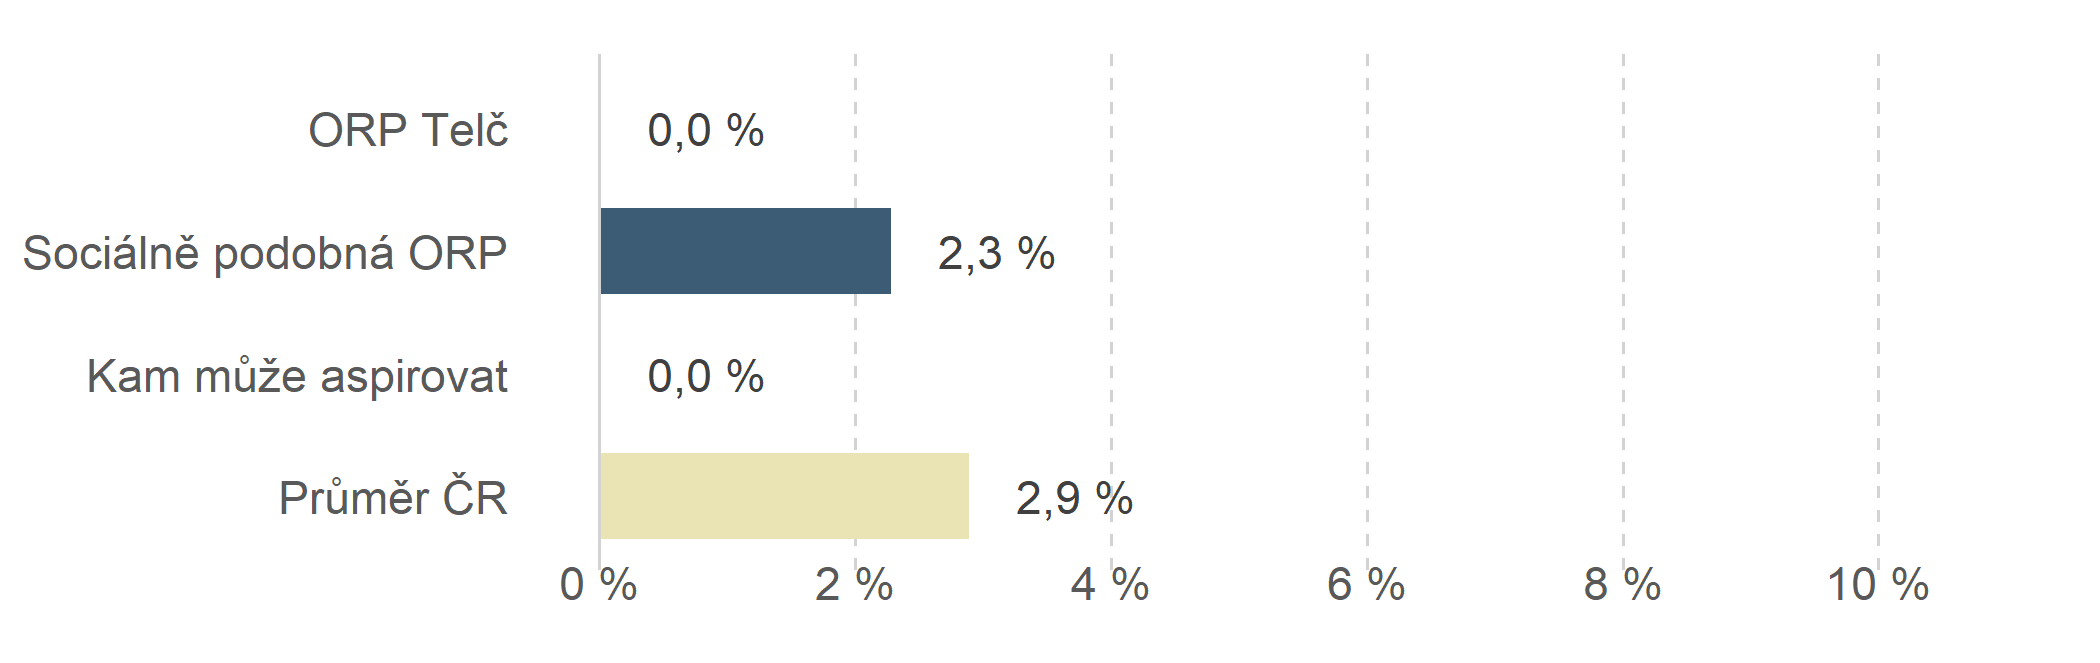 ORP Telč 0,0 %
Sociálně podobná ORP 2,3 %
Kam může aspirovat 0,0 %
Průměr ČR 2,9 %
0 % 2 % 4 % 6 % 8 % 10 %